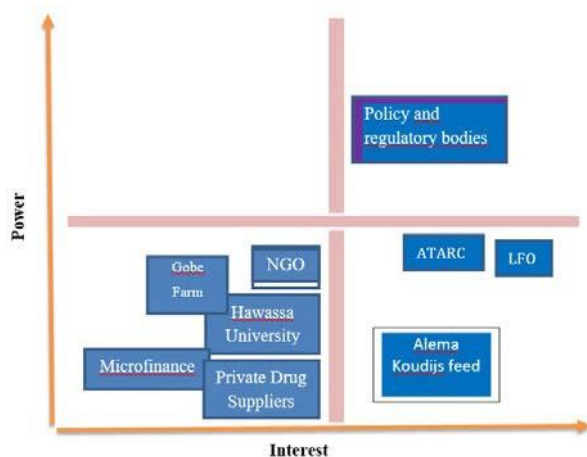 Policy and
regulatory bodies
Power
Gobe
Farm
NGO
ATARC
LFO
Hawassa
University
Microfinance
Private Drug
Suppliers
Alema
Koudijs feed
Interest